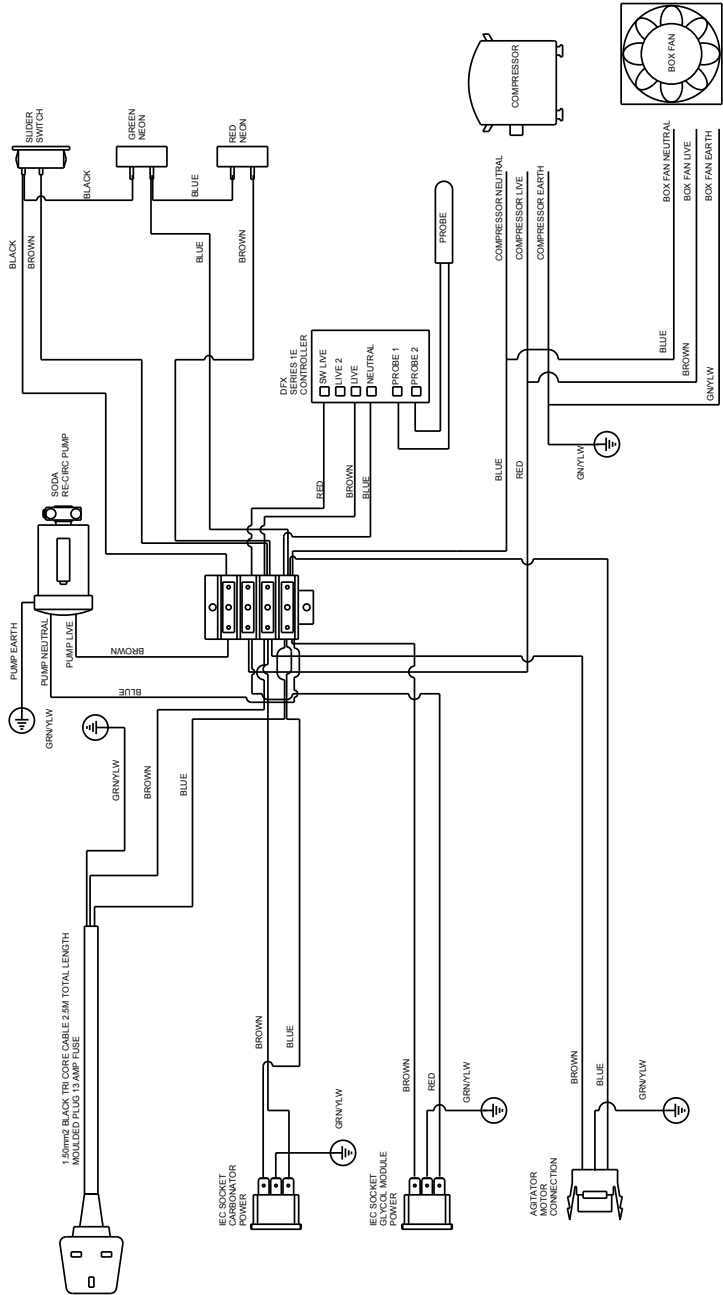 SLIDER
SWITCH
GREEN
NEON
RED
NEON
BLACK
BROWN
BLACK
BLUE
BLUE
BROWN
COMPRESSOR
BOX FAN
COMPRESSOR NEUTRAL
COMPRESSOR LIVE
COMPRESSOR EARTH
BOX FAN NEUTRAL
BOX FAN LIVE
BOX FAN EARTH
PROBE
DFX
SERIES 1E
CONTROLLER
SW LIVE
LIVE 2
LIVE
NEUTRAL
PROBE 1
PROBE 2
BLUE
BROWN
GN/YLW
SODA
RE-CIRC PUMP
RED
BROWN
BLUE
BLUE
RED
GN/YLW
PUMP EARTH
PUMP NEUTRAL
PUMP LIVE
BROWN
BLUE
GRN/YLW
GRN/YLW
BROWN
BLUE
1.50mm2 BLACK TRI CORE CABLE 2.5M TOTAL LENGTH
MOULDED PLUG 13 AMP FUSE
BROWN
BLUE
GRN/YLW
IEC SOCKET
CARBONATOR
POWER
BROWN
RED
GRN/YLW
IEC SOCKET
GLYCOL MODULE
POWER
BROWN
BLUE
GRN/YLW
AGITATOR
MOTOR
CONNECTION